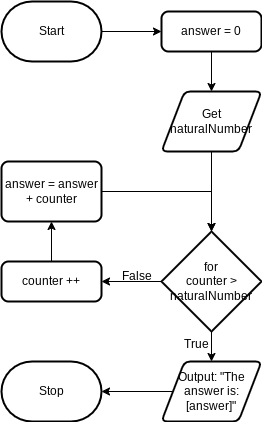 Start
answer = 0
Get
naturalNumber
answer = answer
+ counter
for
counter >
naturalNumber
False
counter ++
True
Output: "The
answer is:
[answer]"
Stop